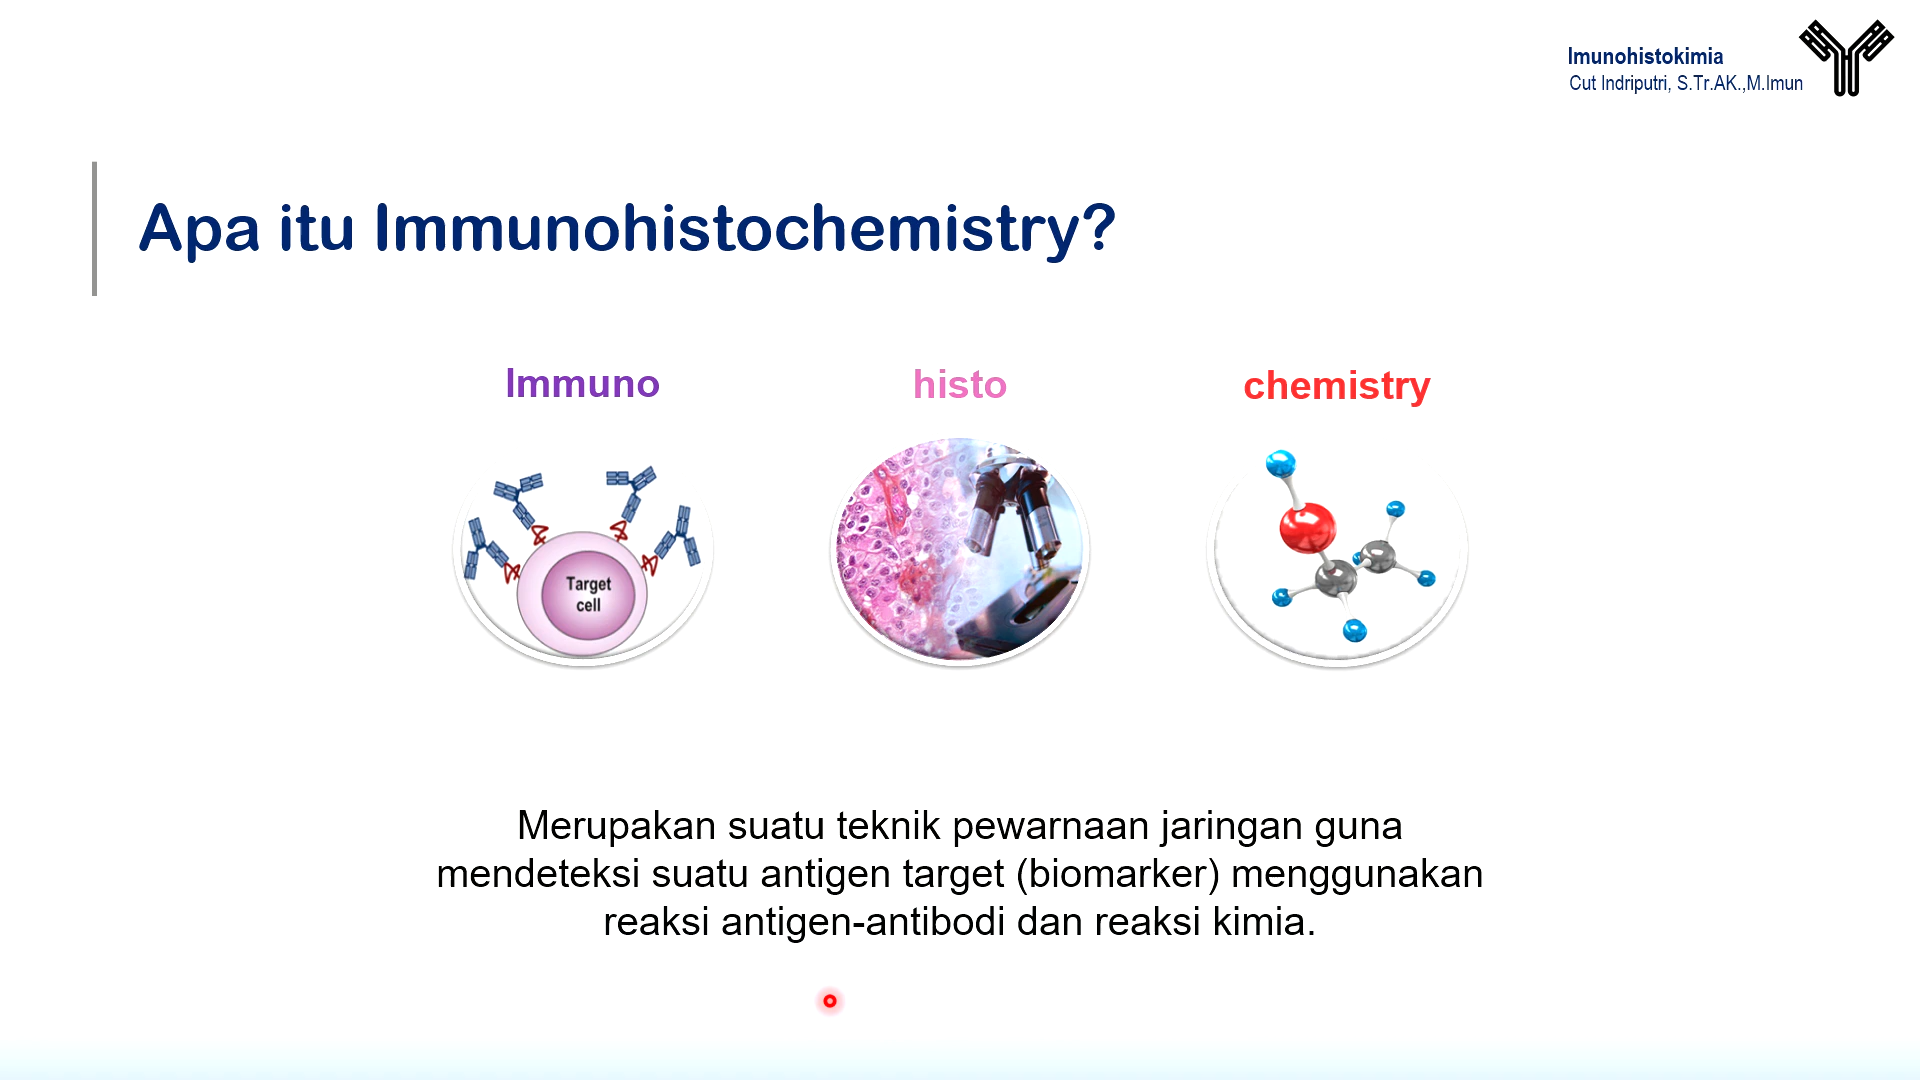 Imunohistokimia
Cut Indriputri, S.Tr.AK.,M.Imun
Apa itu Immunohistochemistry?
Immuno
histo
chemistry
Target
cell
Merupakan suatu teknik pewarnaan jaringan guna
mendeteksi suatu antigen target (biomarker) menggunakan
reaksi antigen-antibodi dan reaksi kimia.